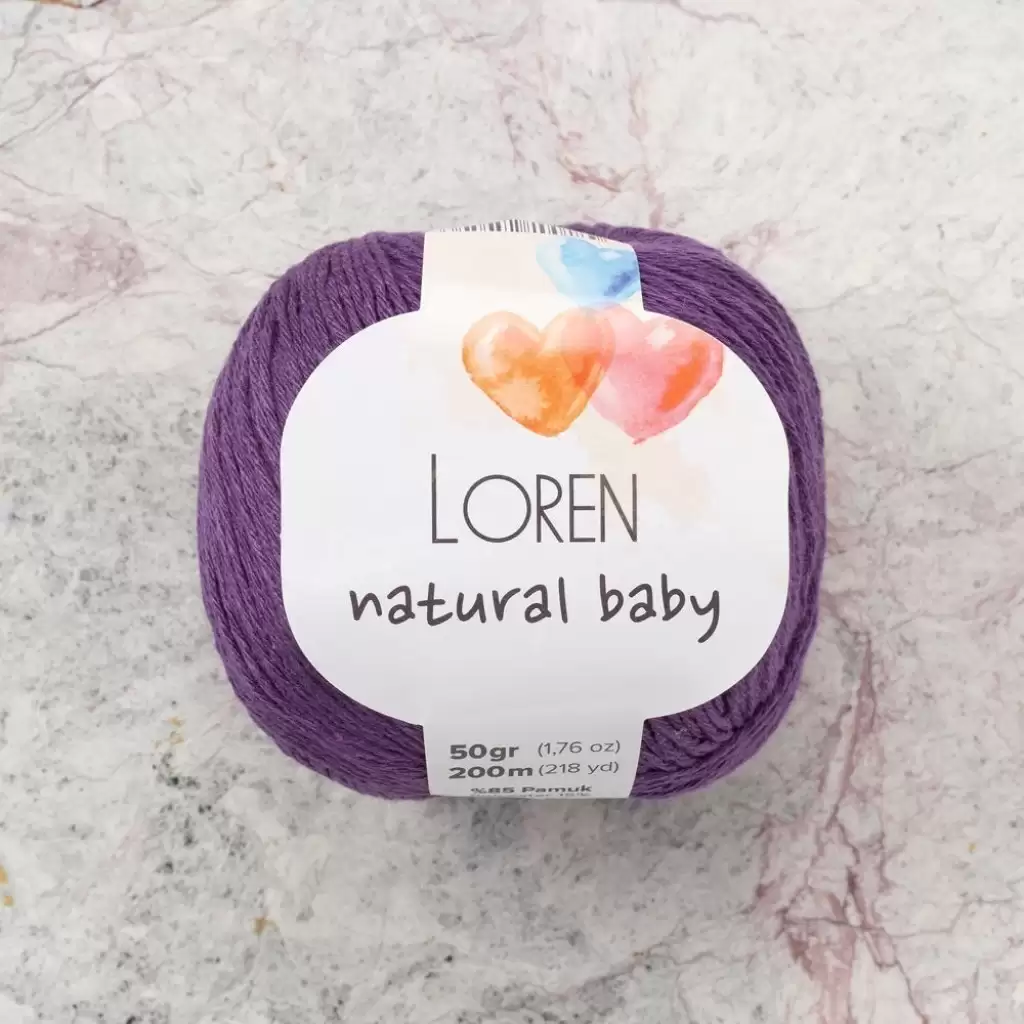 LOREN
natural baby
50gr (1,76 oz)
200m (218 yd)
%85 Pamuk